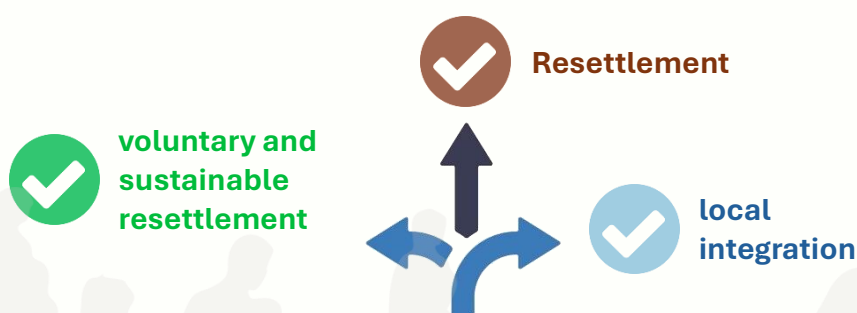 Resettlement
voluntary and
sustainable
resettlement
local
integration